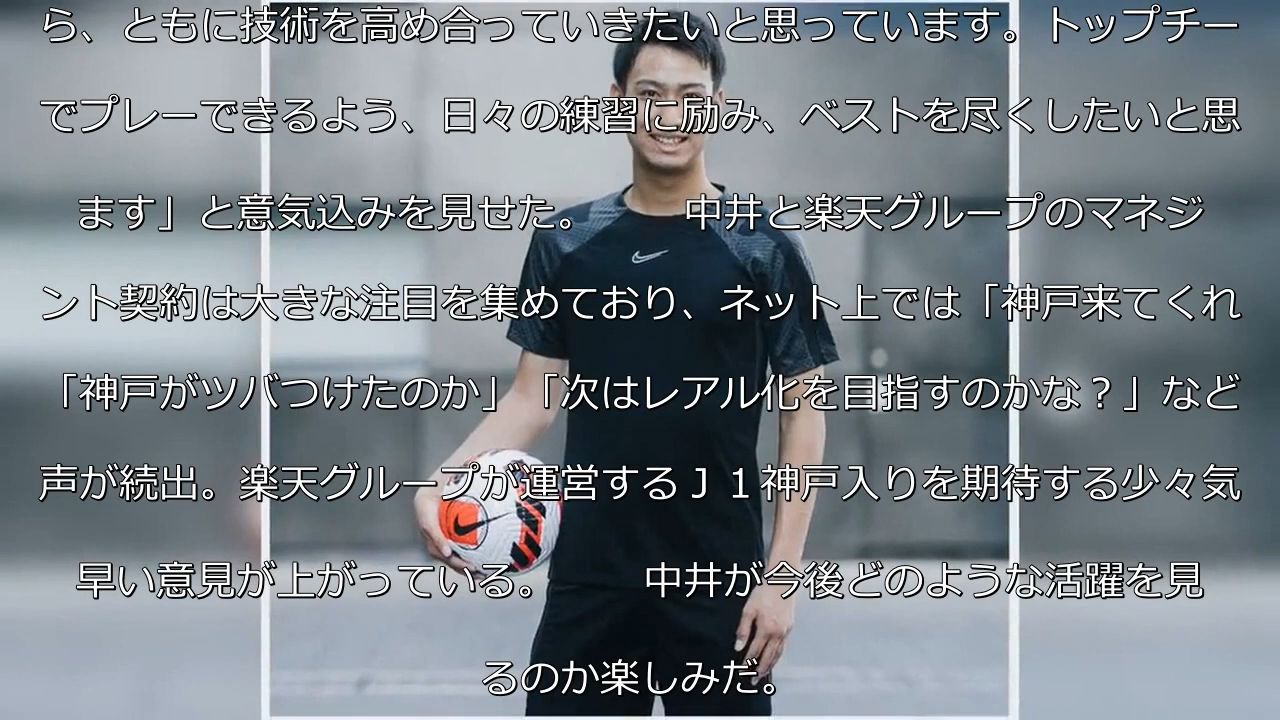 ら、ともに技術を高め合っていきたいと思っています。トップチー
でプレーできるよう、日々の練習に励み、ベストを尽くしたいと思
ます」と意気込みを見せた。　　中井と楽天グループのマネジ
ント契約は大きな注目を集めており、ネット上では「神戸来てくれ
「神戸がツバつけたのか」「次はレアル化を目指すのかな？」など
声が続出。楽天グループが運営するＪ１神戸入りを期待する少々気
早い意見が上がっている。　　中井が今後どのような活躍を見
るのか楽しみだ。